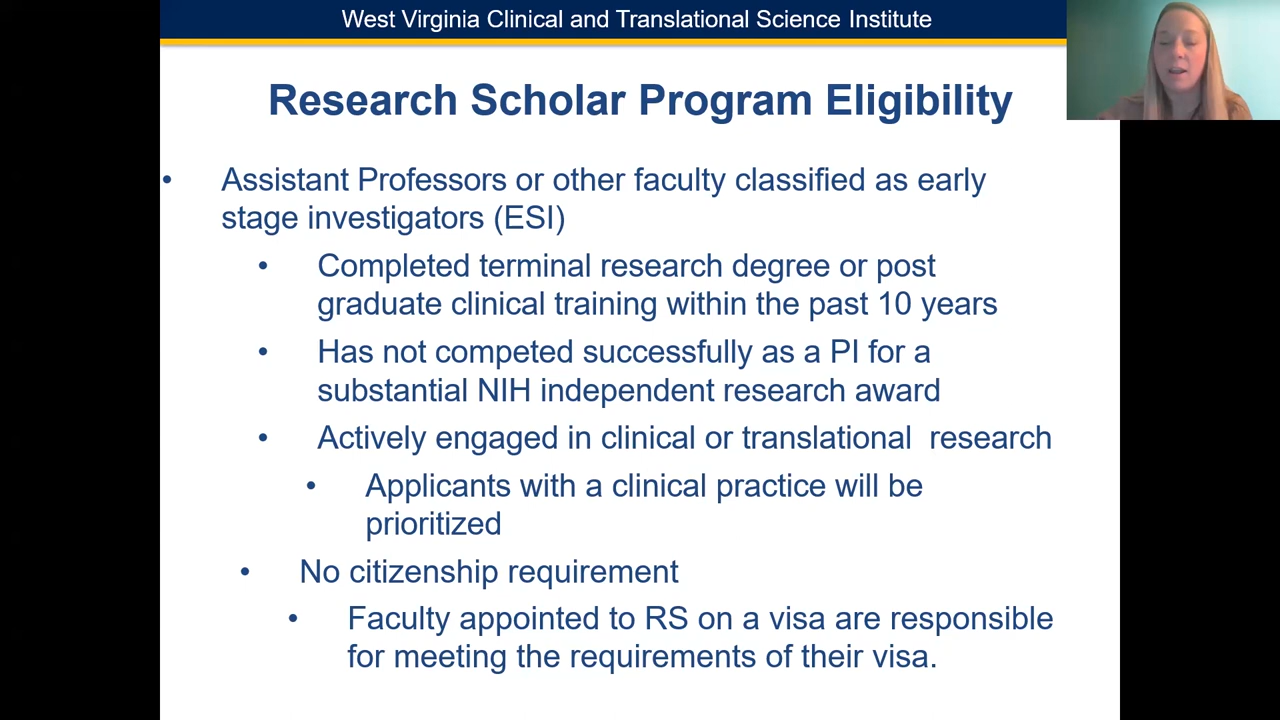 West Virginia Clinical and Translational Science Institute
Research Scholar Program Eligibility
• Assistant Professors or other faculty classified as early
stage investigators (ESI)
• Completed terminal research degree or post
graduate clinical training within the past 10 years
• Has not competed successfully as a PI for a
substantial NIH independent research award
• Actively engaged in clinical or translational  research
• Applicants with a clinical practice will be
prioritized
• No citizenship requirement
• Faculty appointed to RS on a visa are responsible
for meeting the requirements of their visa.